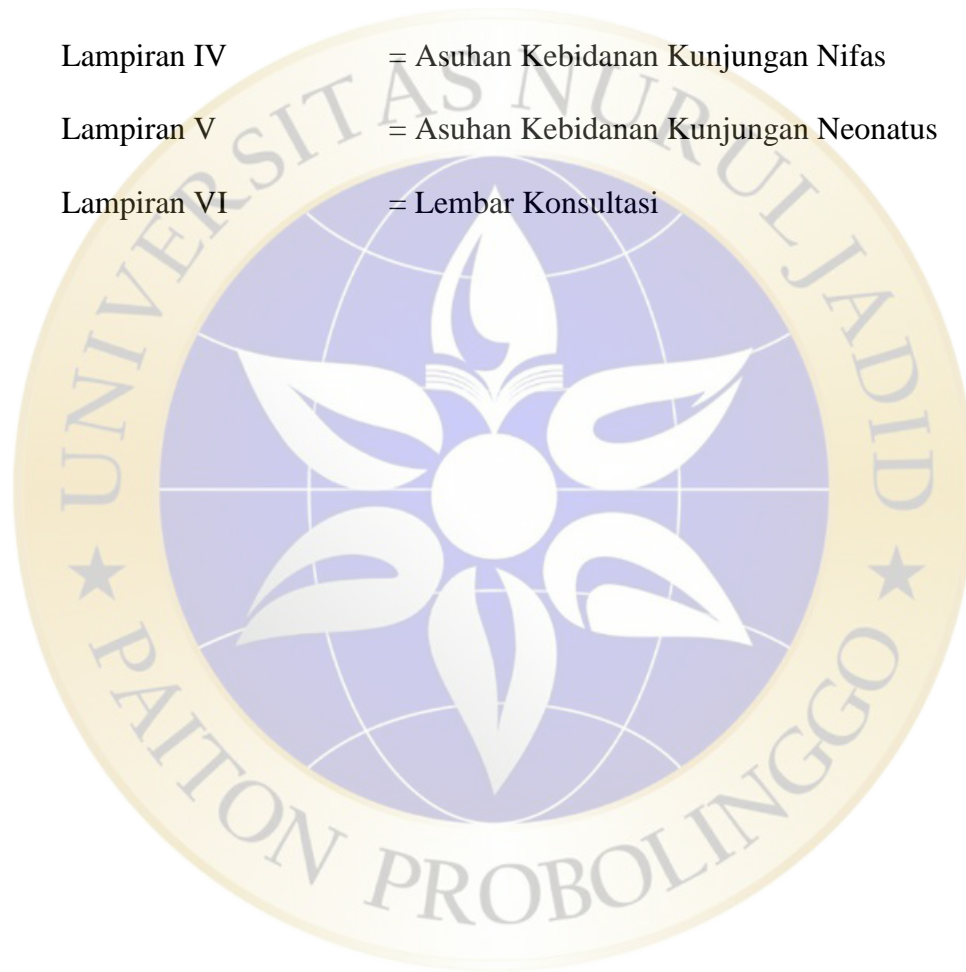 Lampiran IV = Asuhan Kebidanan Kunjungan Nifas
Lampiran V = Asuhan Kebidanan Kunjungan Neonatus
Lampiran VI = Lembar Konsultasi
UNIVERSITAS NURUL JADID
★ PAITON PROBOLINGGO ★